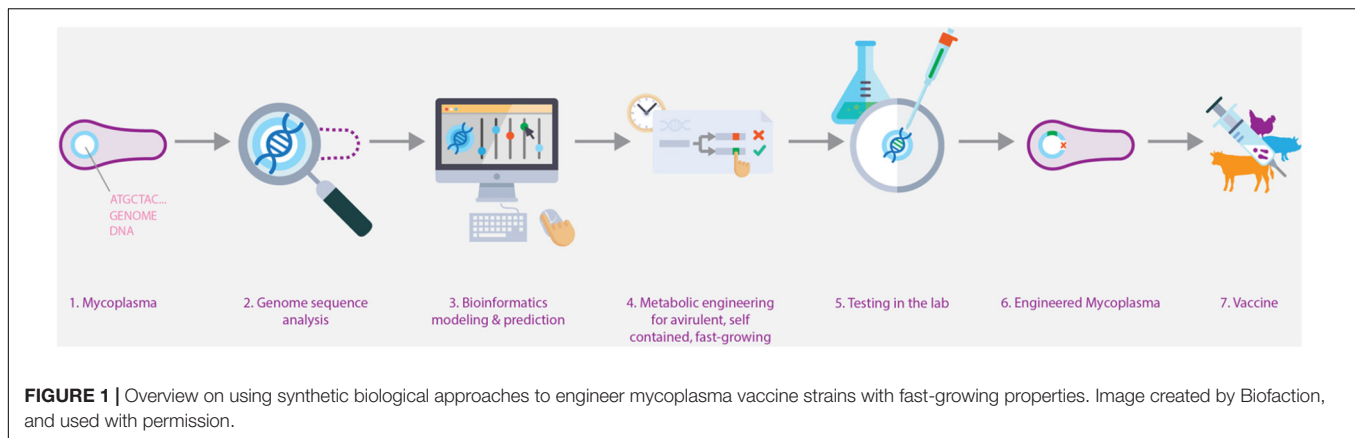 ATGCTAC...
GENOME
DNA
1. Mycoplasma
2. Genome sequence
analysis
3. Bioinformatics
modeling & prediction
4. Metabolic engineering
for avirulent, self
contained, fast-growing
5. Testing in the lab
6. Engineered Mycoplasma
7. Vaccine
FIGURE 1 | Overview on using synthetic biological approaches to engineer mycoplasma vaccine strains with fast-growing properties. Image created by Biofaction,
and used with permission.